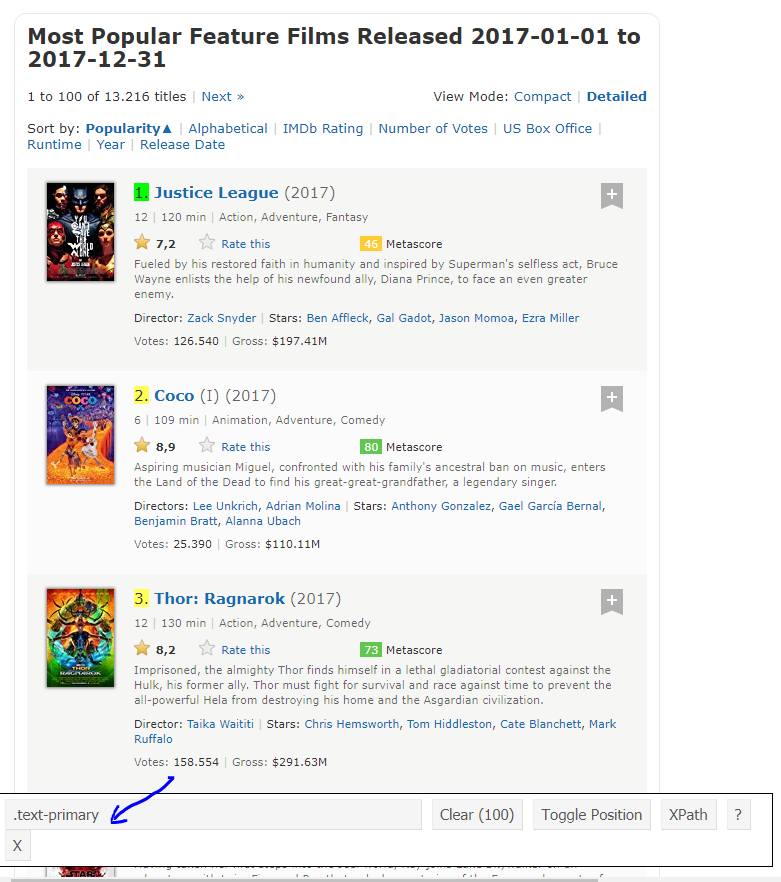 Most Popular Feature Films Released 2017-01-01 to
2017-12-31
1 to 100 of 13.216 titles | Next »
View Mode: Compact | Detailed
Sort by: Popularity▲ | Alphabetical | IMDb Rating | Number of Votes | US Box Office |
Runtime | Year | Release Date
1. Justice League (2017)
12 | 120 min | Action, Adventure, Fantasy
7,2 Rate this 46 Metascore
Fueled by his restored faith in humanity and inspired by Superman's selfless act, Bruce
Wayne enlists the help of his newfound ally, Diana Prince, to face an even greater
enemy.
Director: Zack Snyder | Stars: Ben Affleck, Gal Gadot, Jason Momoa, Ezra Miller
Votes: 126.540 | Gross: $197.41M
2. Coco (I) (2017)
6 | 109 min | Animation, Adventure, Comedy
8,9 Rate this 80 Metascore
Aspiring musician Miguel, confronted with his family's ancestral ban on music, enters
the Land of the Dead to find his great-great-grandfather, a legendary singer.
Directors: Lee Unkrich, Adrian Molina | Stars: Anthony Gonzalez, Gael García Bernal,
Benjamin Bratt, Alanna Ubach
Votes: 25.390 | Gross: $110.11M
3. Thor: Ragnarok (2017)
12 | 130 min | Action, Adventure, Comedy
8,2 Rate this 73 Metascore
Imprisoned, the almighty Thor finds himself in a lethal gladiatorial contest against the
Hulk, his former ally. Thor must fight for survival and race against time to prevent the
all-powerful Hela from destroying his home and the Asgardian civilization.
Director: Taika Waititi | Stars: Chris Hemsworth, Tom Hiddleston, Cate Blanchett, Mark
Ruffalo
Votes: 158.554 | Gross: $291.63M
.text-primary
Clear (100)
Toggle Position
XPath
?
X